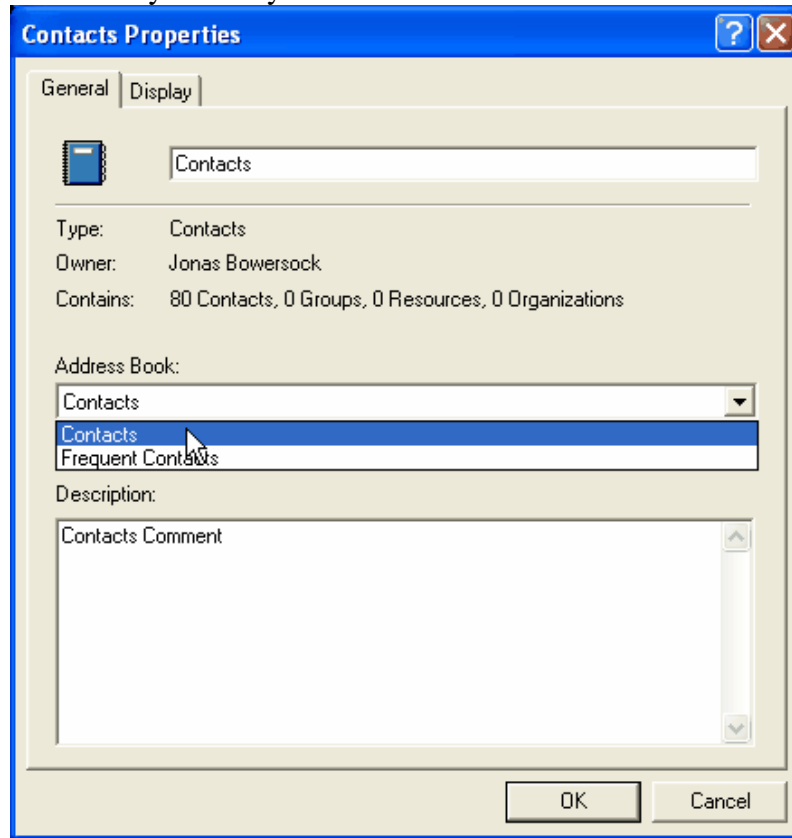 Contacts Properties
General Display
Contacts
Type: Contacts
Owner: Jonas Bowersock
Contains: 80 Contacts, 0 Groups, 0 Resources, 0 Organizations
Address Book:
Contacts
Contacts
Frequent Contacts
Description:
Contacts Comment
OK Cancel